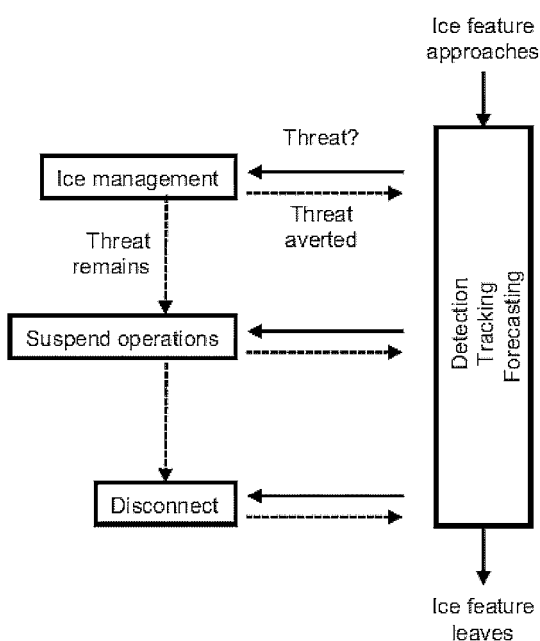 Ice feature
approaches
Threat?
Ice management
Threat
averted
Threat
remains
Suspend operations
Detection
Tracking
Forecasting
Disconnect
Ice feature
leaves